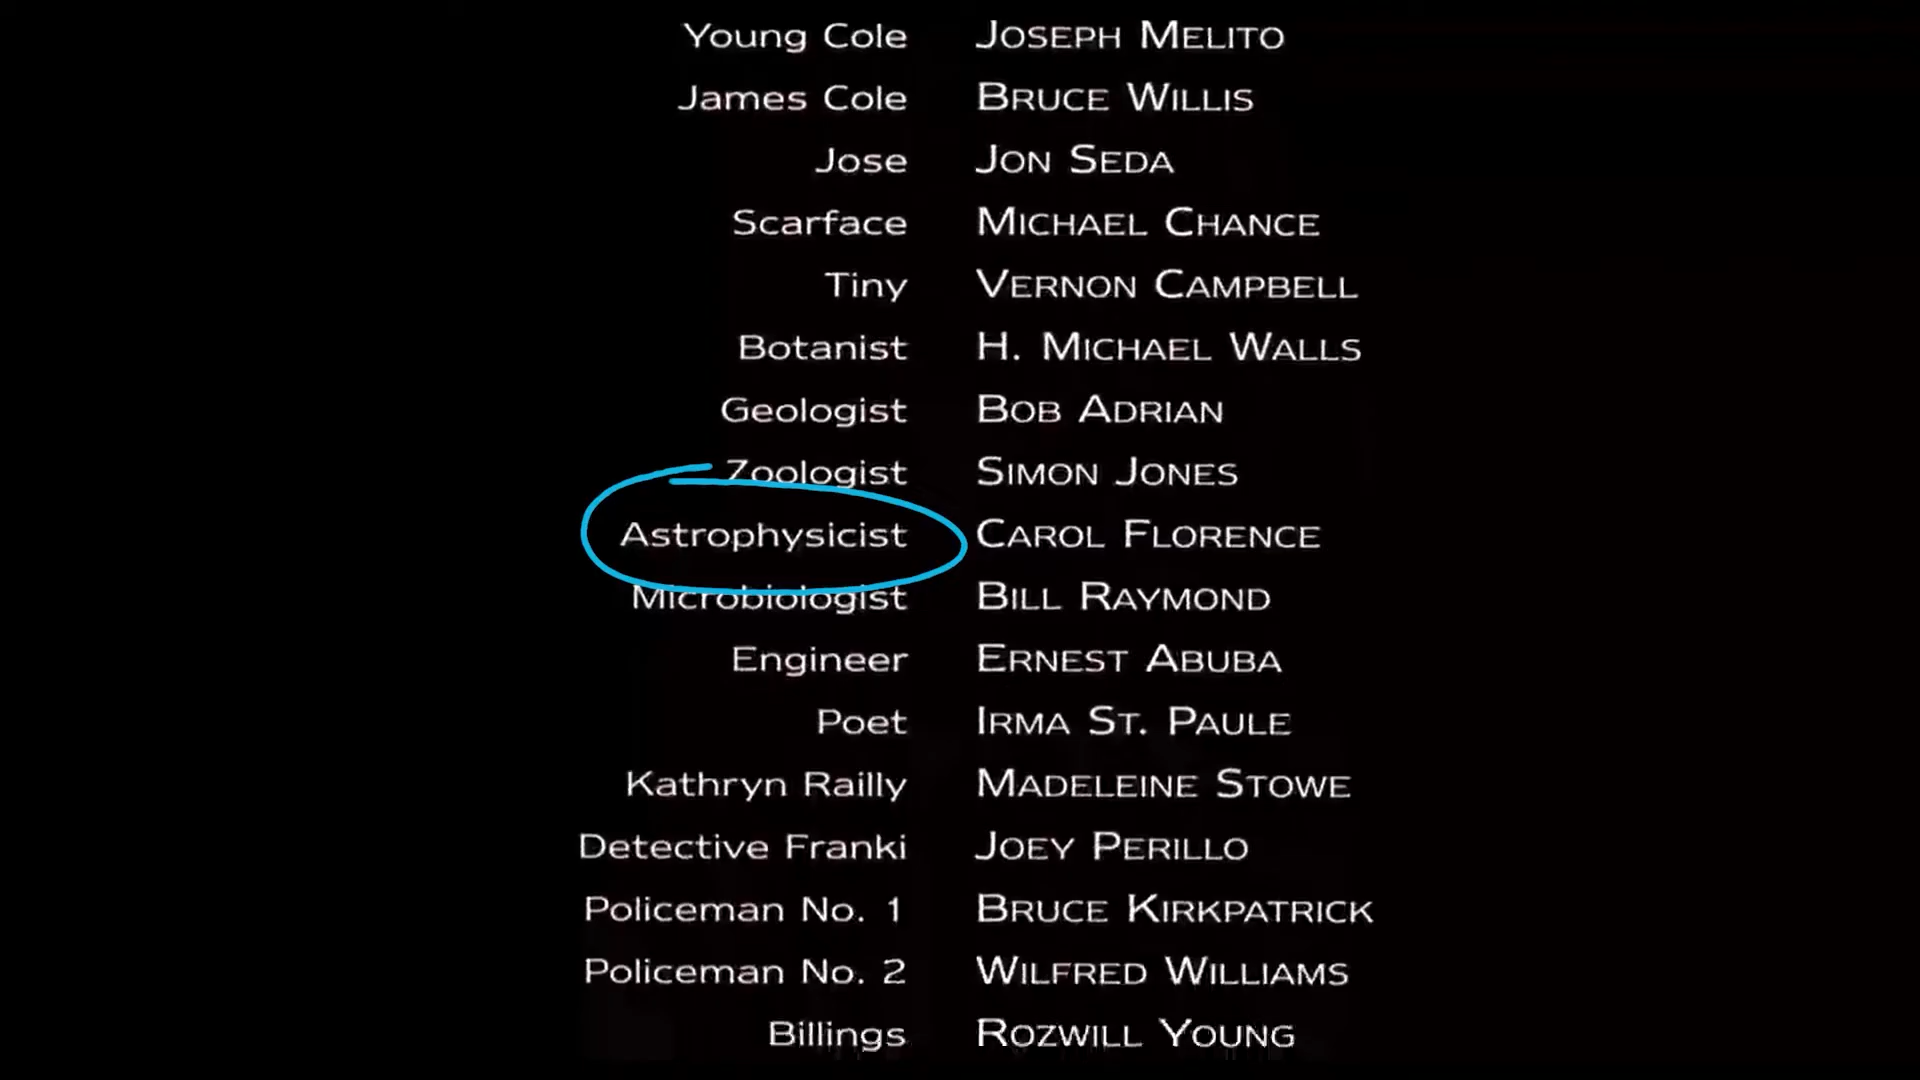 Young Cole JOSEPH MELITO
James Cole BRUCE WILLIS
Jose JON SEDA
Scarface MICHAEL CHANCE
Tiny VERNON CAMPBELL
Botanist H. MICHAEL WALLS
Geologist BOB ADRIAN
Zoologist SIMON JONES
Astrophysicist CAROL FLORENCE
Microbiologist BILL RAYMOND
Engineer ERNEST ABUBA
Poet IRMA ST. PAULE
Kathryn Railly MADELEINE STOWE
Detective Franki JOEY PERILLO
Policeman No. 1 BRUCE KIRKPATRICK
Policeman No. 2 WILFRED WILLIAMS
Billings ROZWILL YOUNG